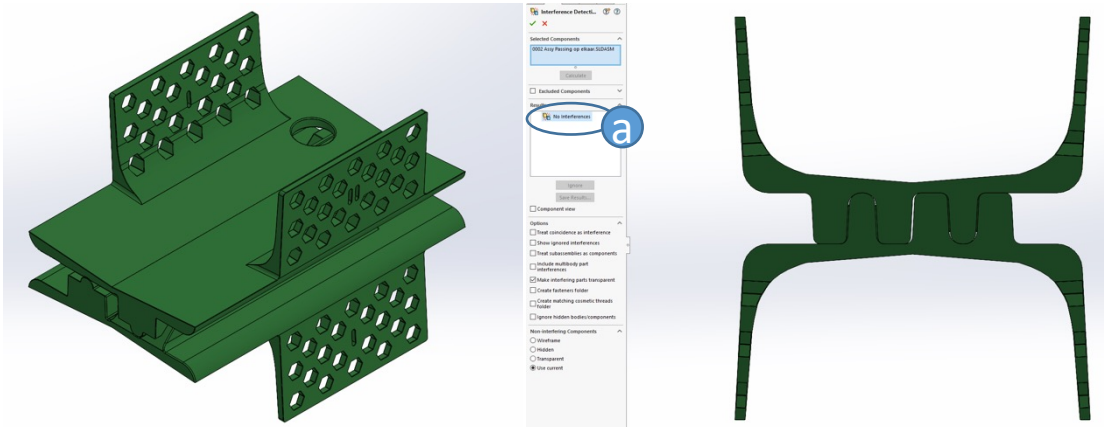 Interference Detecti...
Selected Components
0002 Assy Passing op elkaar.SLDASM
Calculate
Excluded Components
Results
No Interferences
a
Ignore
Save Results...
Component view
Options
Treat coincidence as interference
Show ignored interferences
Treat subassemblies as components
Include multibody part
interferences
Make interfering parts transparent
Create fasteners folder
Create matching cosmetic threads
folder
Ignore hidden bodies/components
Non-interfering Components
Wireframe
Hidden
Transparent
Use current